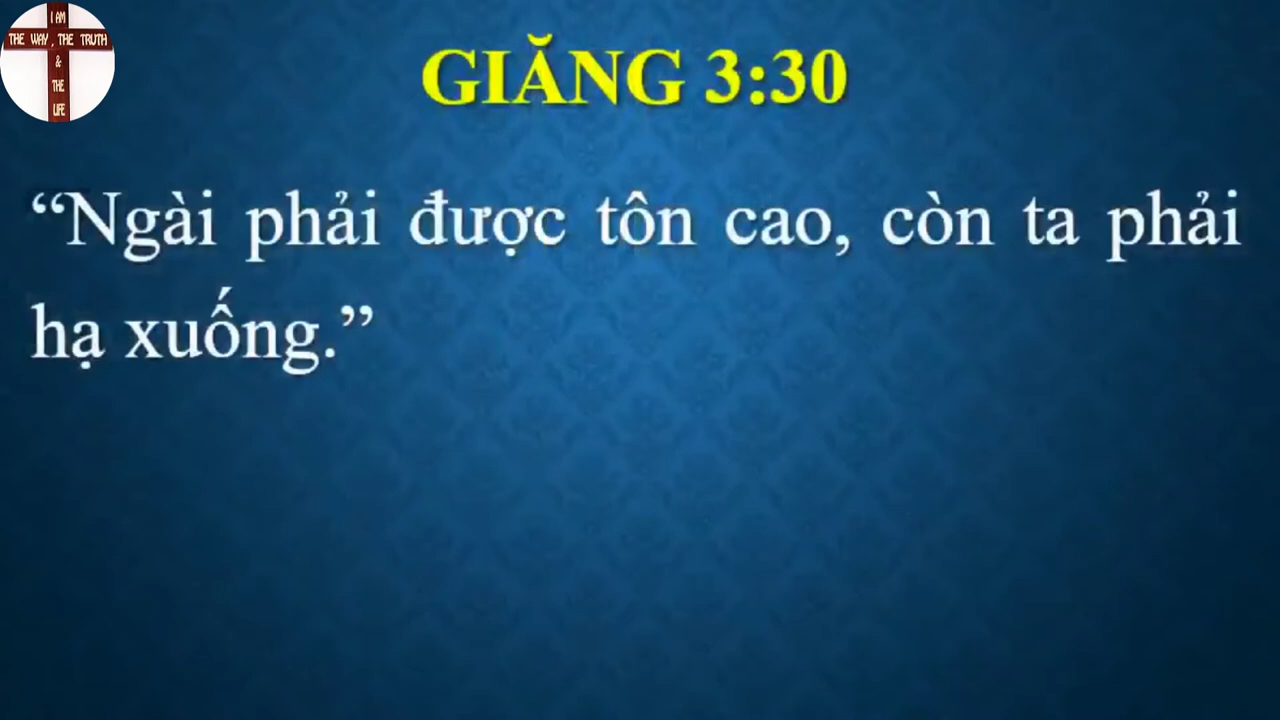 I AM
THE WAY, THE TRUTH
&
THE
LIFE
GIĂNG 3:30
“Ngài phải được tôn cao, còn ta phải
hạ xuống.”